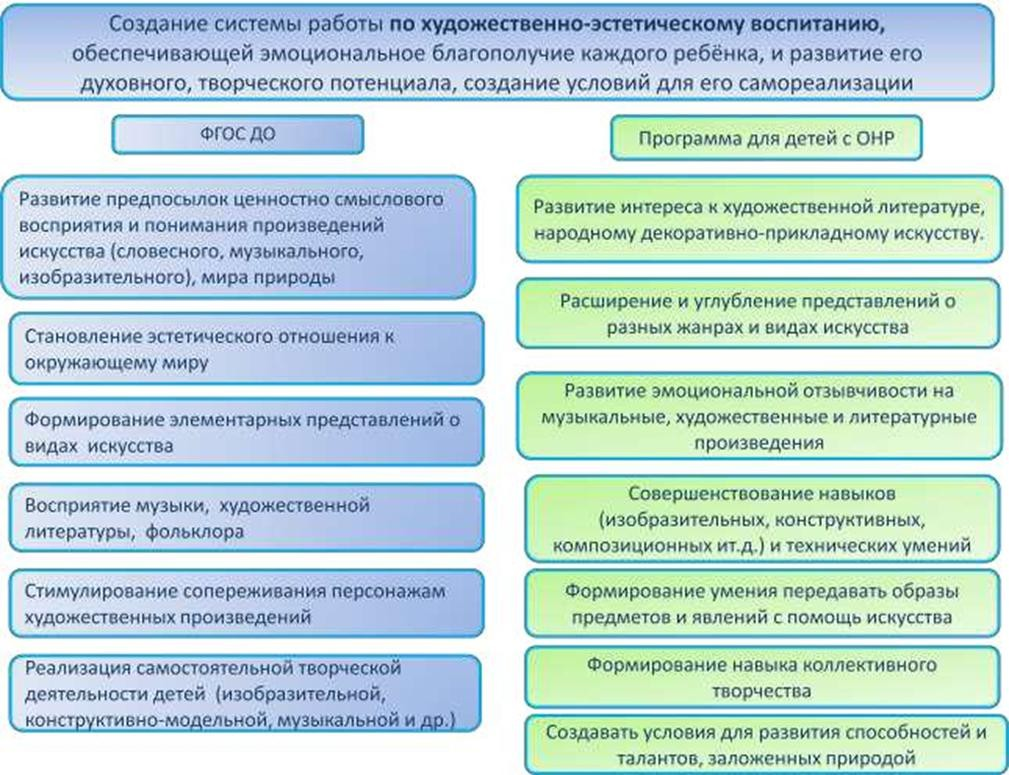 Создание системы работы по художественно-эстетическому воспитанию,
обеспечивающей эмоциональное благополучие каждого ребёнка, и развитие его
духовного, творческого потенциала, создание условий для его самореализации
ФГОС ДО
Развитие предпосылок ценностно смыслового
восприятия и понимания произведений
искусства (словесного, музыкального,
изобразительного), мира природы
Становление эстетического отношения к
окружающему миру
Формирование элементарных представлений о
видах искусства
Восприятие музыки, художественной
литературы, фольклора
Стимулирование сопереживания персонажам
художественных произведений
Реализация самостоятельной творческой
деятельности детей (изобразительной,
конструктивно-модельной, музыкальной и др.)
Программа для детей с ОНР
Развитие интереса к художественной литературе,
народному декоративно-прикладному искусству.
Расширение и углубление представлений о
разных жанрах и видах искусства
Развитие эмоциональной отзывчивости на
музыкальные, художественные и литературные
произведения
Совершенствование навыков
(изобразительных, конструктивных,
композиционных ит.д.) и технических умений
Формирование умения передавать образы
предметов и явлений с помощь искусства
Формирование навыка коллективного
творчества
Создавать условия для развития способностей и
талантов, заложенных природой